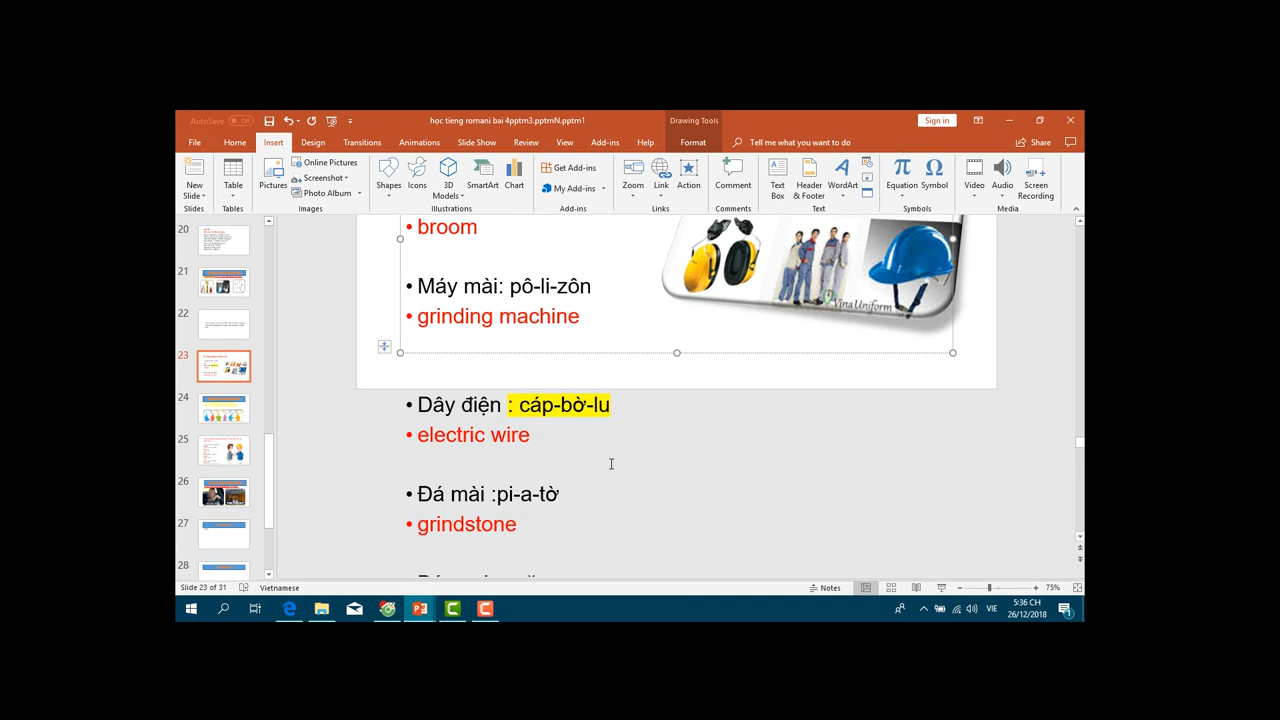 AutoSave Off học tieng romani bai 4pptm3.pptmN.pptm1 Drawing Tools Sign in
File Home Insert Design Transitions Animations Slide Show Review View Add-ins Help Format Tell me what you want to do Share
New Slide Table Pictures Online Pictures Screenshot Photo Album Shapes Icons 3D Models SmartArt Chart Get Add-ins My Add-ins Zoom Link Action Comment Text Box Header & Footer WordArt Equation Symbol Video Audio Screen Recording
Slides Tables Images Illustrations Add-ins Links Comments Text Symbols Media
20
21
22
23
24
25
26
27
28
• broom
• Máy mài: pô-li-zôn
• grinding machine
VinaUniform
• Dây điện : cáp-bờ-lu
• electric wire
• Đá mài :pi-a-tờ
• grindstone
Slide 23 of 31 Vietnamese Notes 75%
VIE 5:36 CH
26/12/2018
1